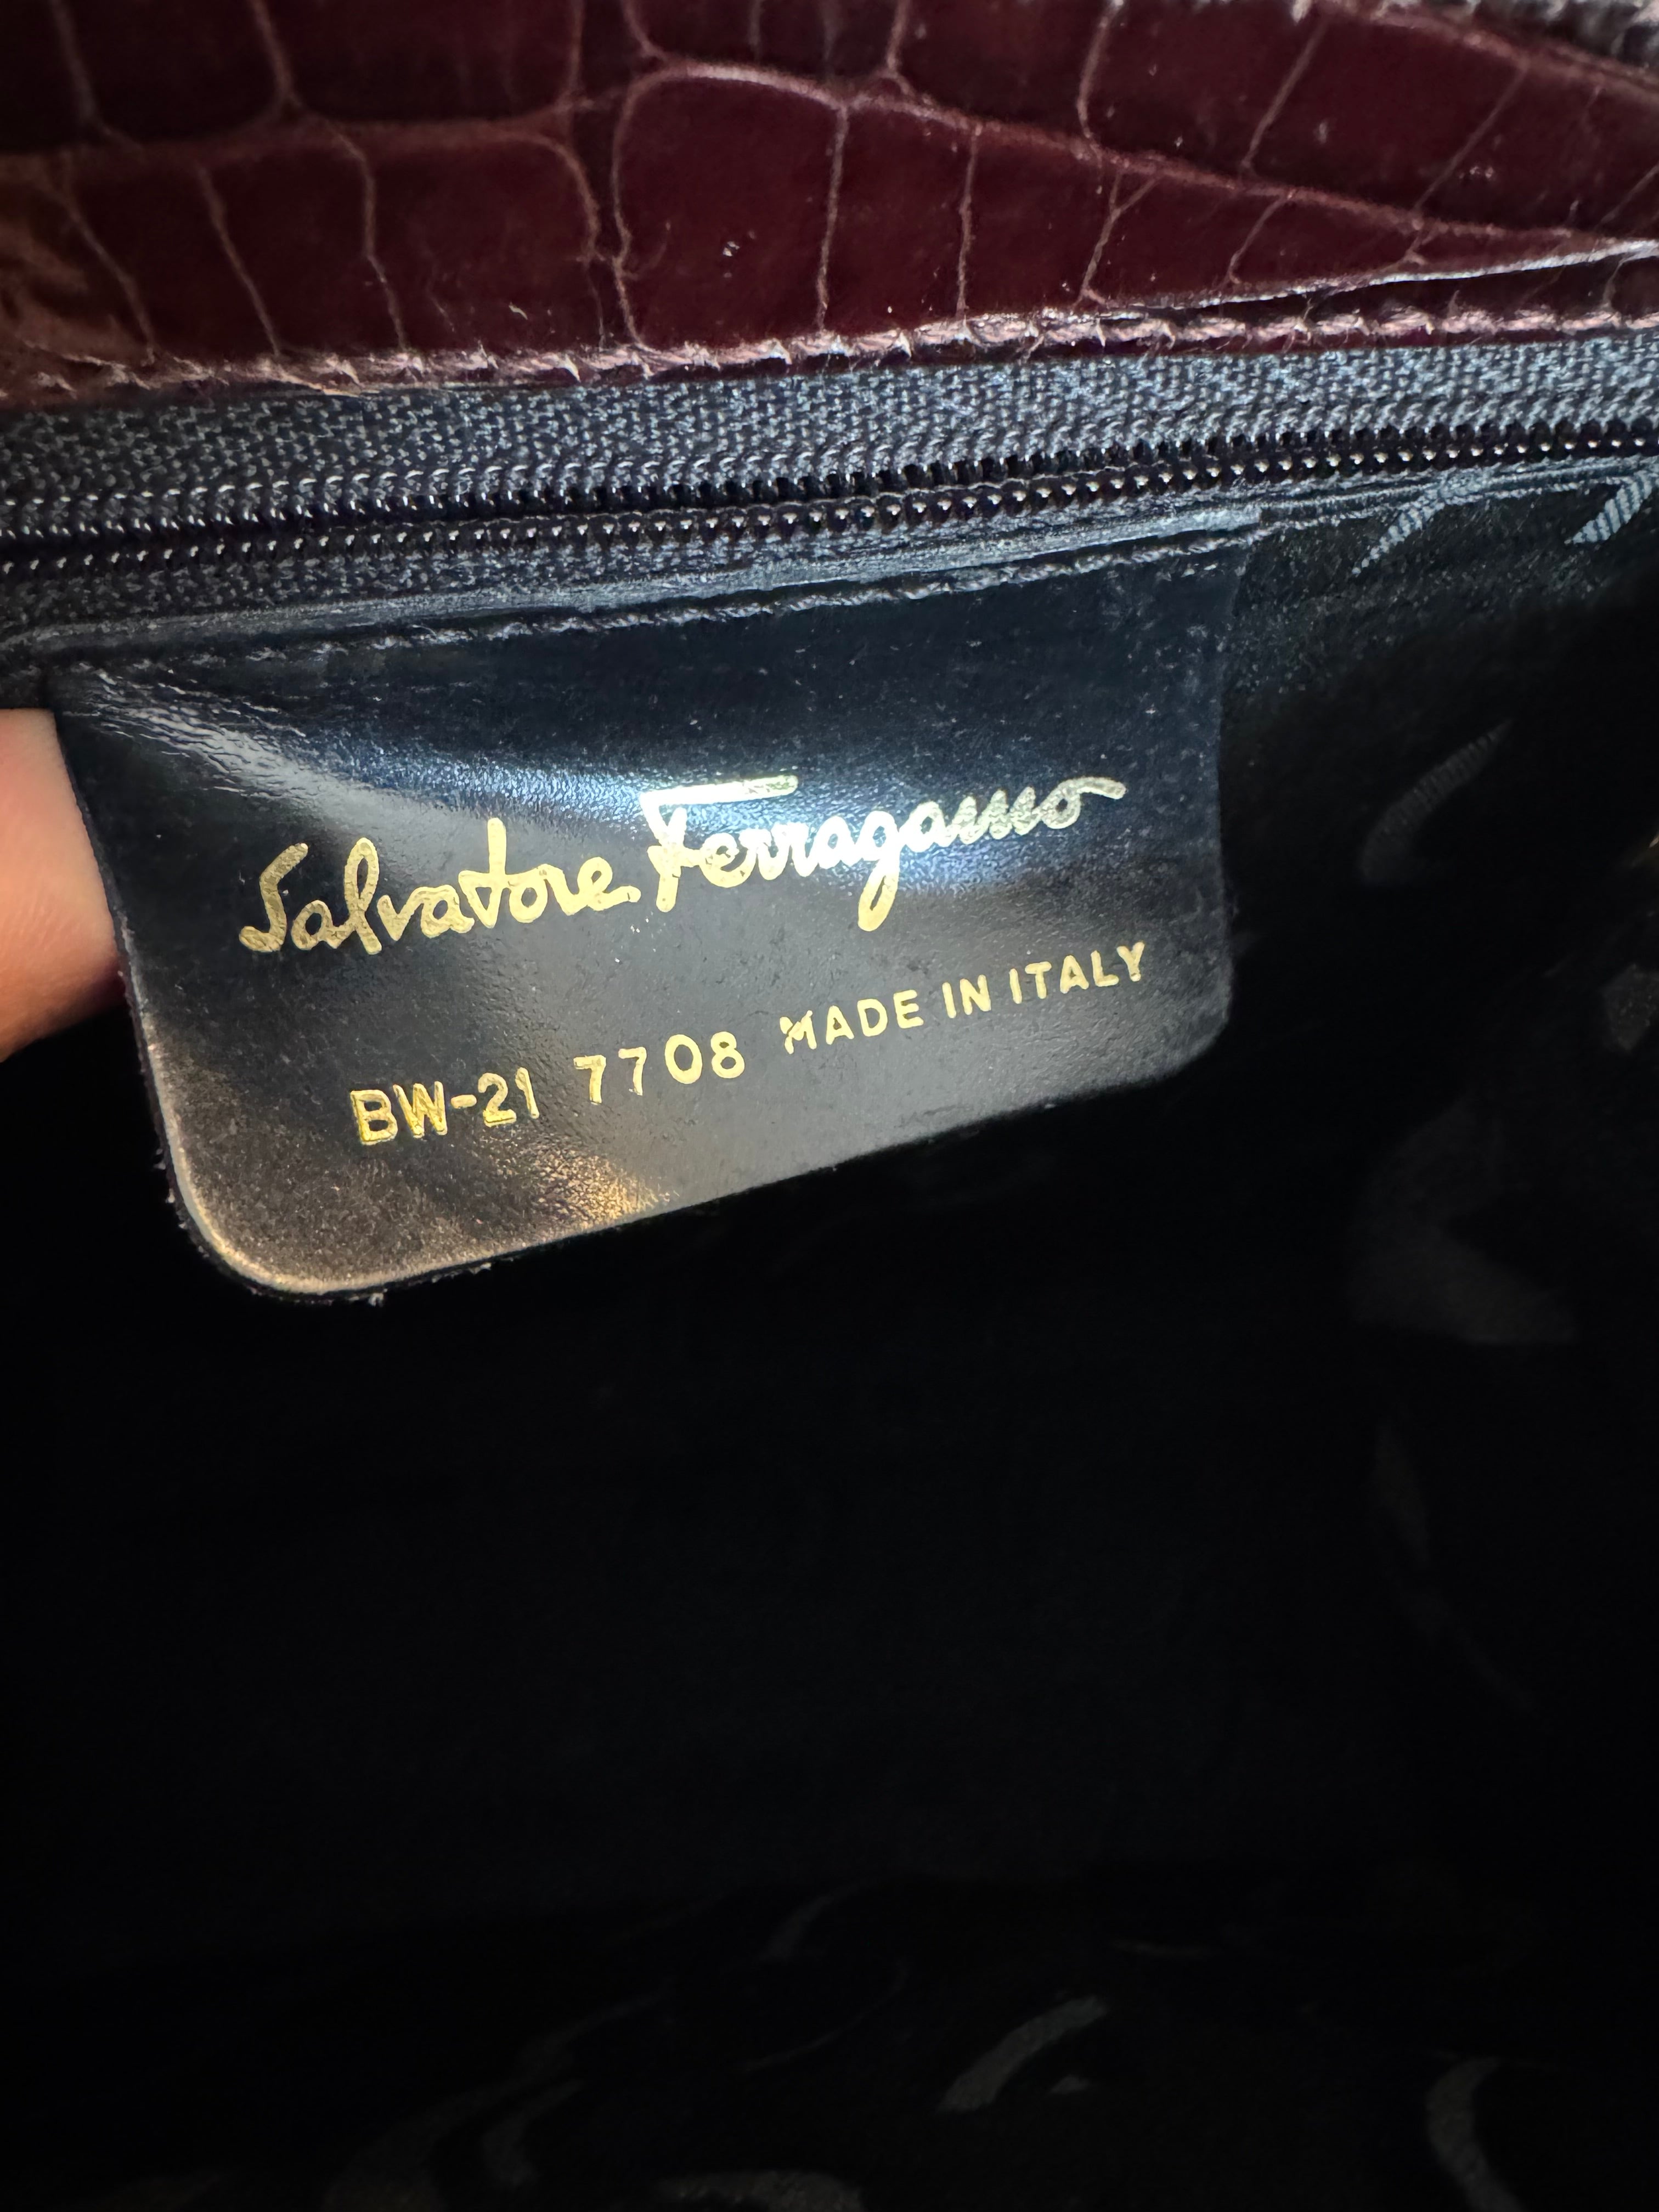 Salvatore Ferragamo
BW-21 7708 MADE IN ITALY